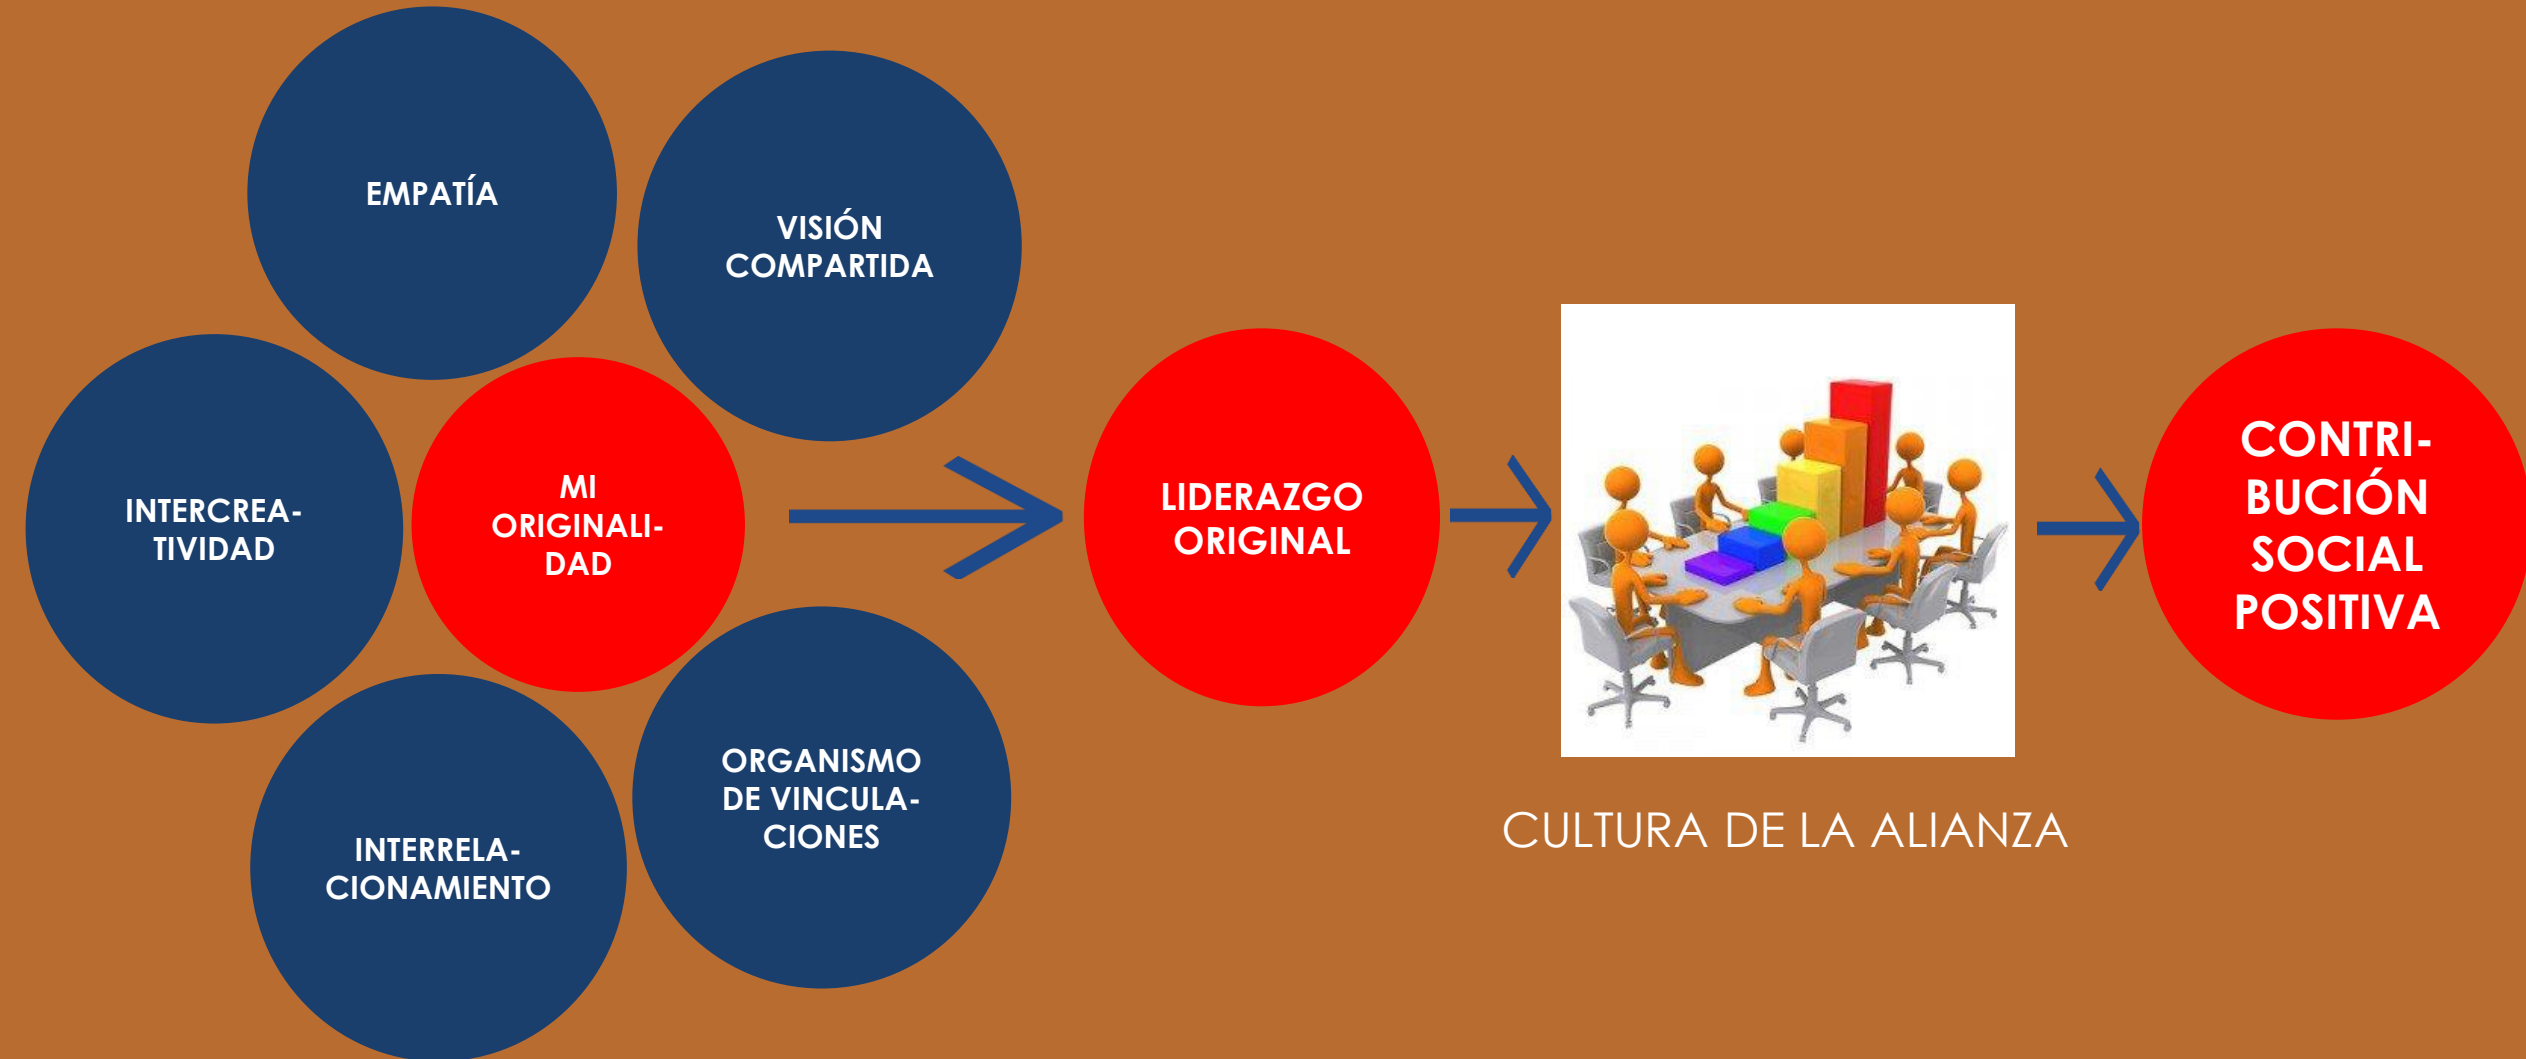 EMPATÍA
VISIÓN
COMPARTIDA
INTERCREA-
TIVIDAD
MI
ORIGINALI-
DAD
INTERRELA-
CIONAMIENTO
ORGANISMO
DE VINCULA-
CIONES
LIDERAZGO
ORIGINAL
CULTURA DE LA ALIANZA
CONTRI-
BUCIÓN
SOCIAL
POSITIVA